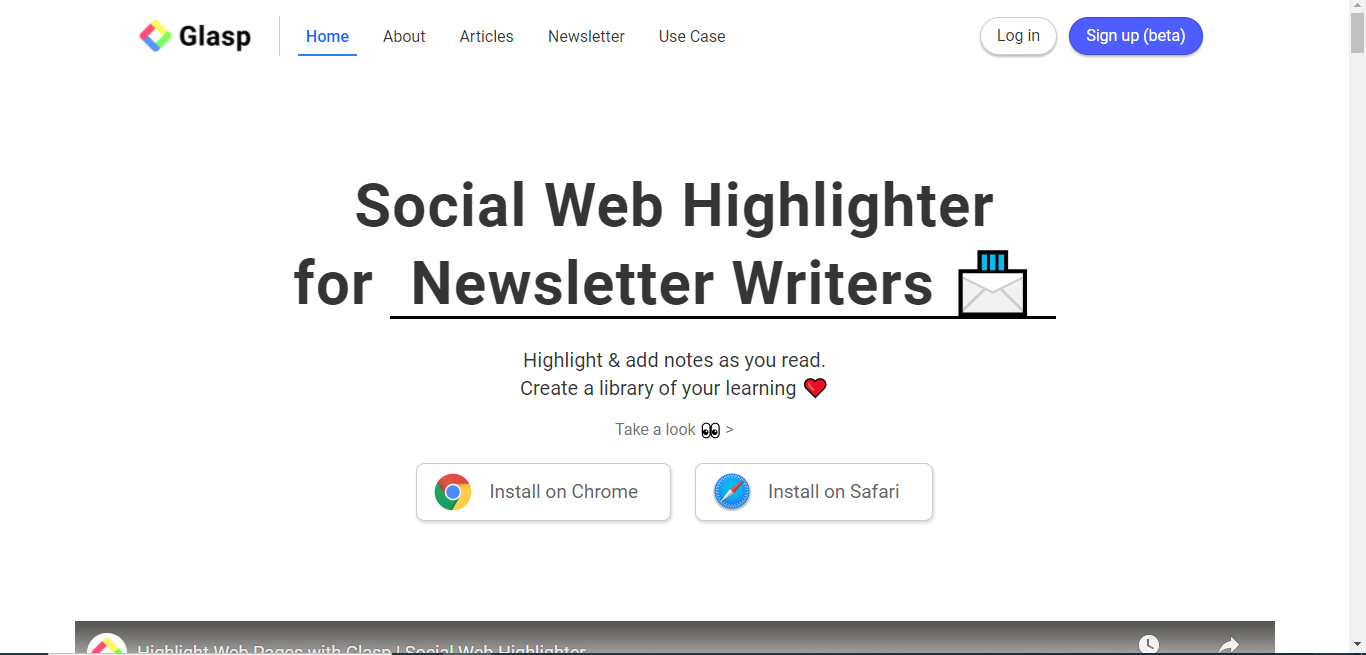 Glasp
Home About Articles Newsletter Use Case
Log in
Sign up (beta)
Social Web Highlighter
for Newsletter Writers
Highlight & add notes as you read.
Create a library of your learning ❤️
Take a look 👀 >
Install on Chrome
Install on Safari
Highlight Web Pages with Glasp | Social Web Highlighter